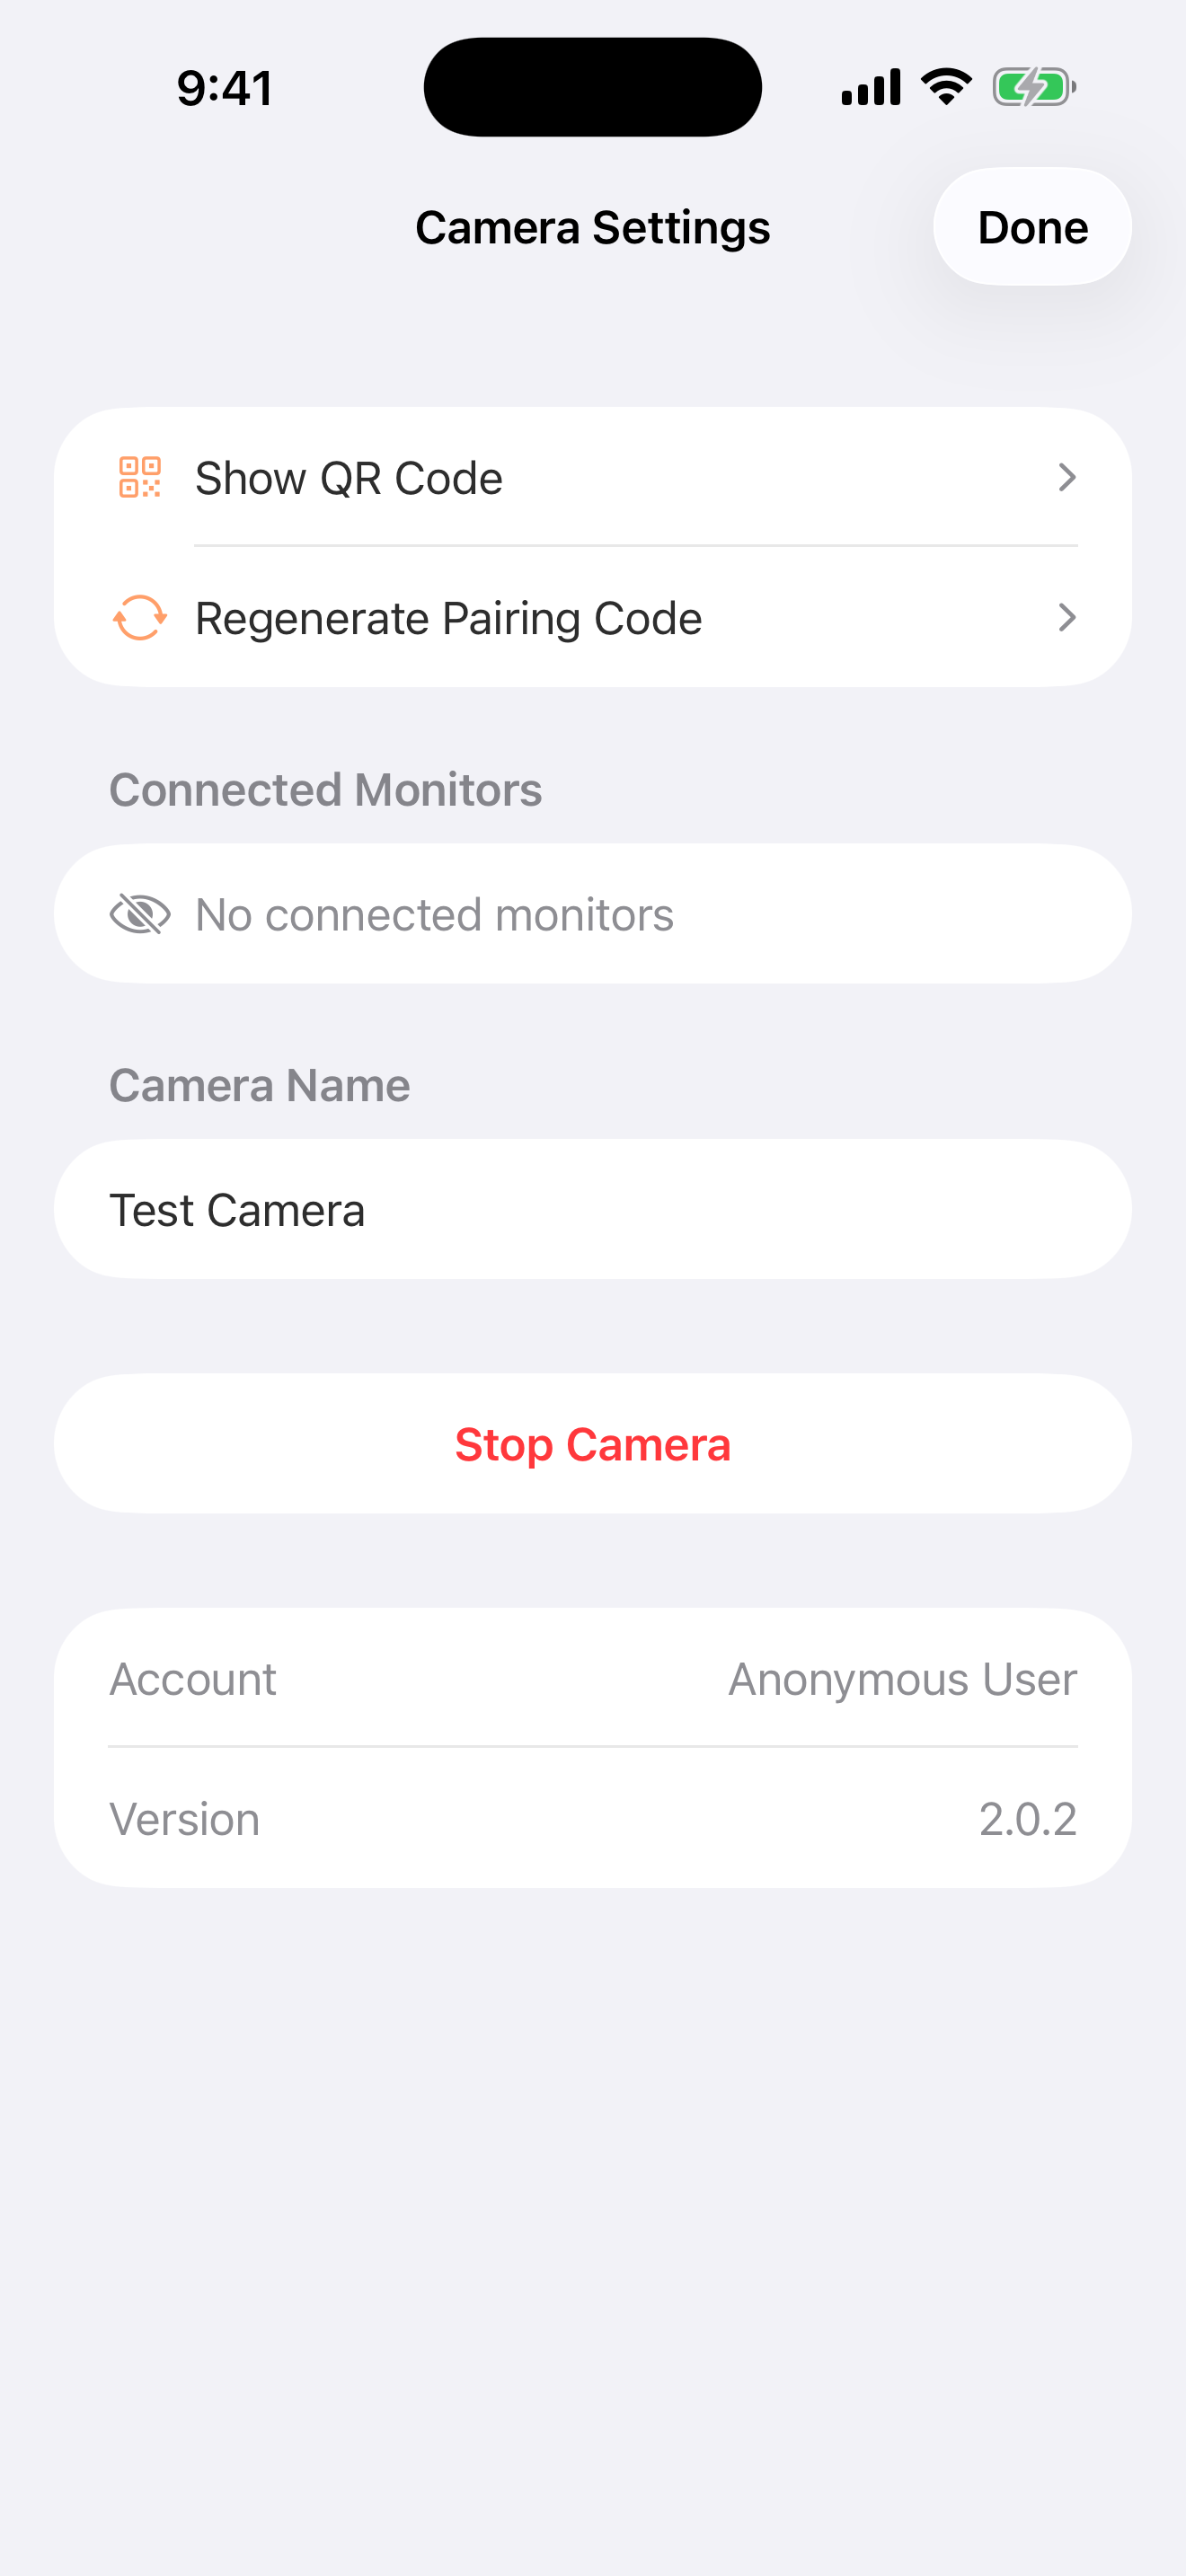 9:41
Camera Settings
Done
Show QR Code
Regenerate Pairing Code
Connected Monitors
No connected monitors
Camera Name
Test Camera
Stop Camera
Account Anonymous User
Version 2.0.2